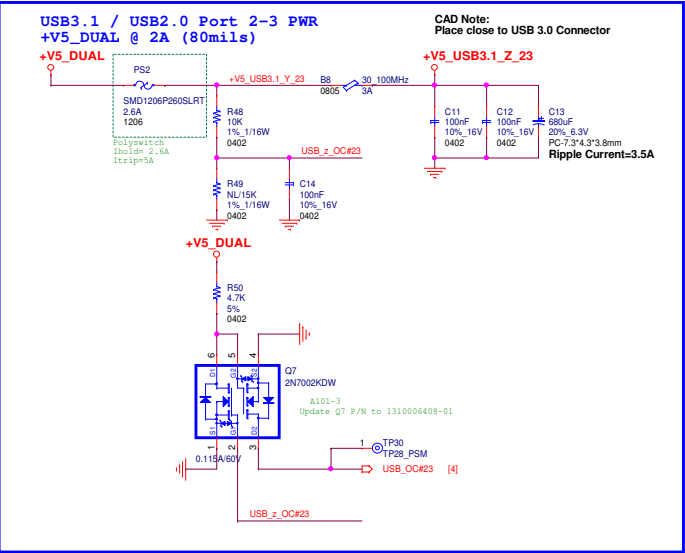 USB3.1 / USB2.0 Port 2-3 PWR
+V5_DUAL @ 2A (80mils)
CAD Note:
Place close to USB 3.0 Connector
+V5_DUAL
PS2
SMD1206P260SLRT
2.6A
1206
Polyswitch
Ihold= 2.6A
Itrip=5A
+V5_USB3.1_Y_23
B8
0805
30_100MHz
3A
+V5_USB3.1_Z_23
R48
10K
1%_1/16W
0402
USB_z_OC#23
C11
100nF
10%_16V
0402
C12
100nF
10%_16V
0402
C13
680uF
20%_6.3V
PC-7.3*4.3*3.8mm
Ripple Current=3.5A
R49
NL/15K
1%_1/16W
0402
C14
100nF
10%_16V
0402
+V5_DUAL
R50
4.7K
5%
0402
6
5
4
D1
G2
S2
Q7
2N7002KDW
A101-3
Update Q7 P/N to 1310006408-01
S1
G1
D2
1
2
3
0.115A/60V
1
TP30
TP28_PSM
USB_OC#23 [4]
USB_z_OC#23